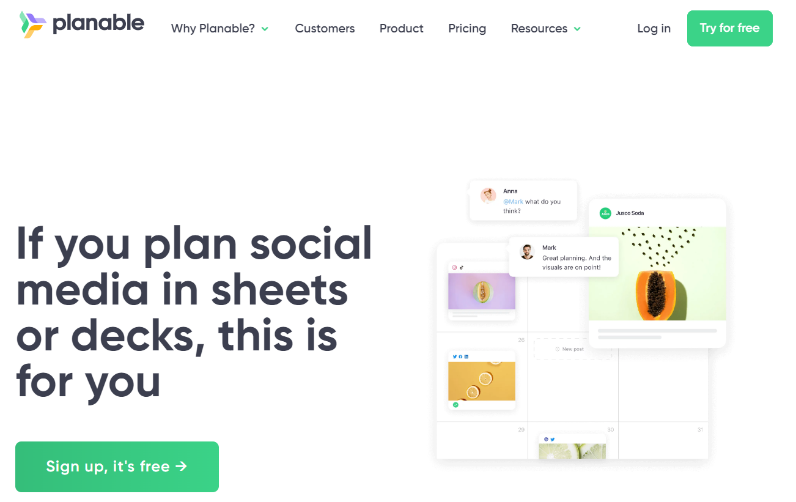 planable
Why Planable?
Customers
Product
Pricing
Resources
Log in
Try for free
If you plan social
media in sheets
or decks, this is
for you
Sign up, it's free →
Anna
@Mark what do you
think?
Mark
Great planning. And the
visuals are on point!
Juice Soda
25
New post
29
30
31